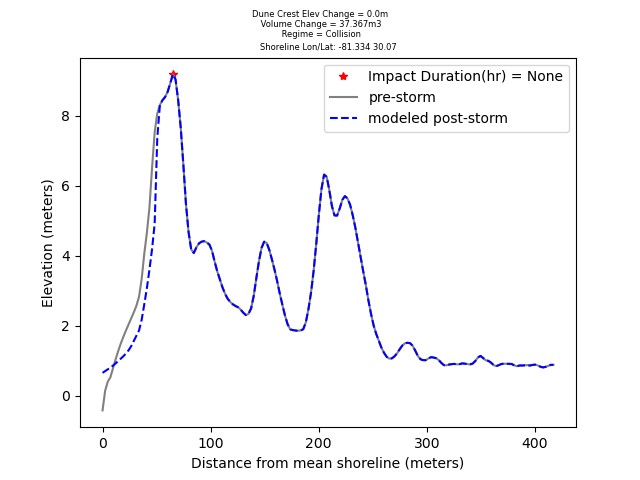 Dune Crest Elev Change = 0.0m
Volume Change = 37.367m3
Regime = Collision
Shoreline Lon/Lat: -81.334 30.07
Impact Duration(hr) = None
pre-storm
modeled post-storm
Elevation (meters)
8
6
4
2
0
0 100 200 300 400
Distance from mean shoreline (meters)